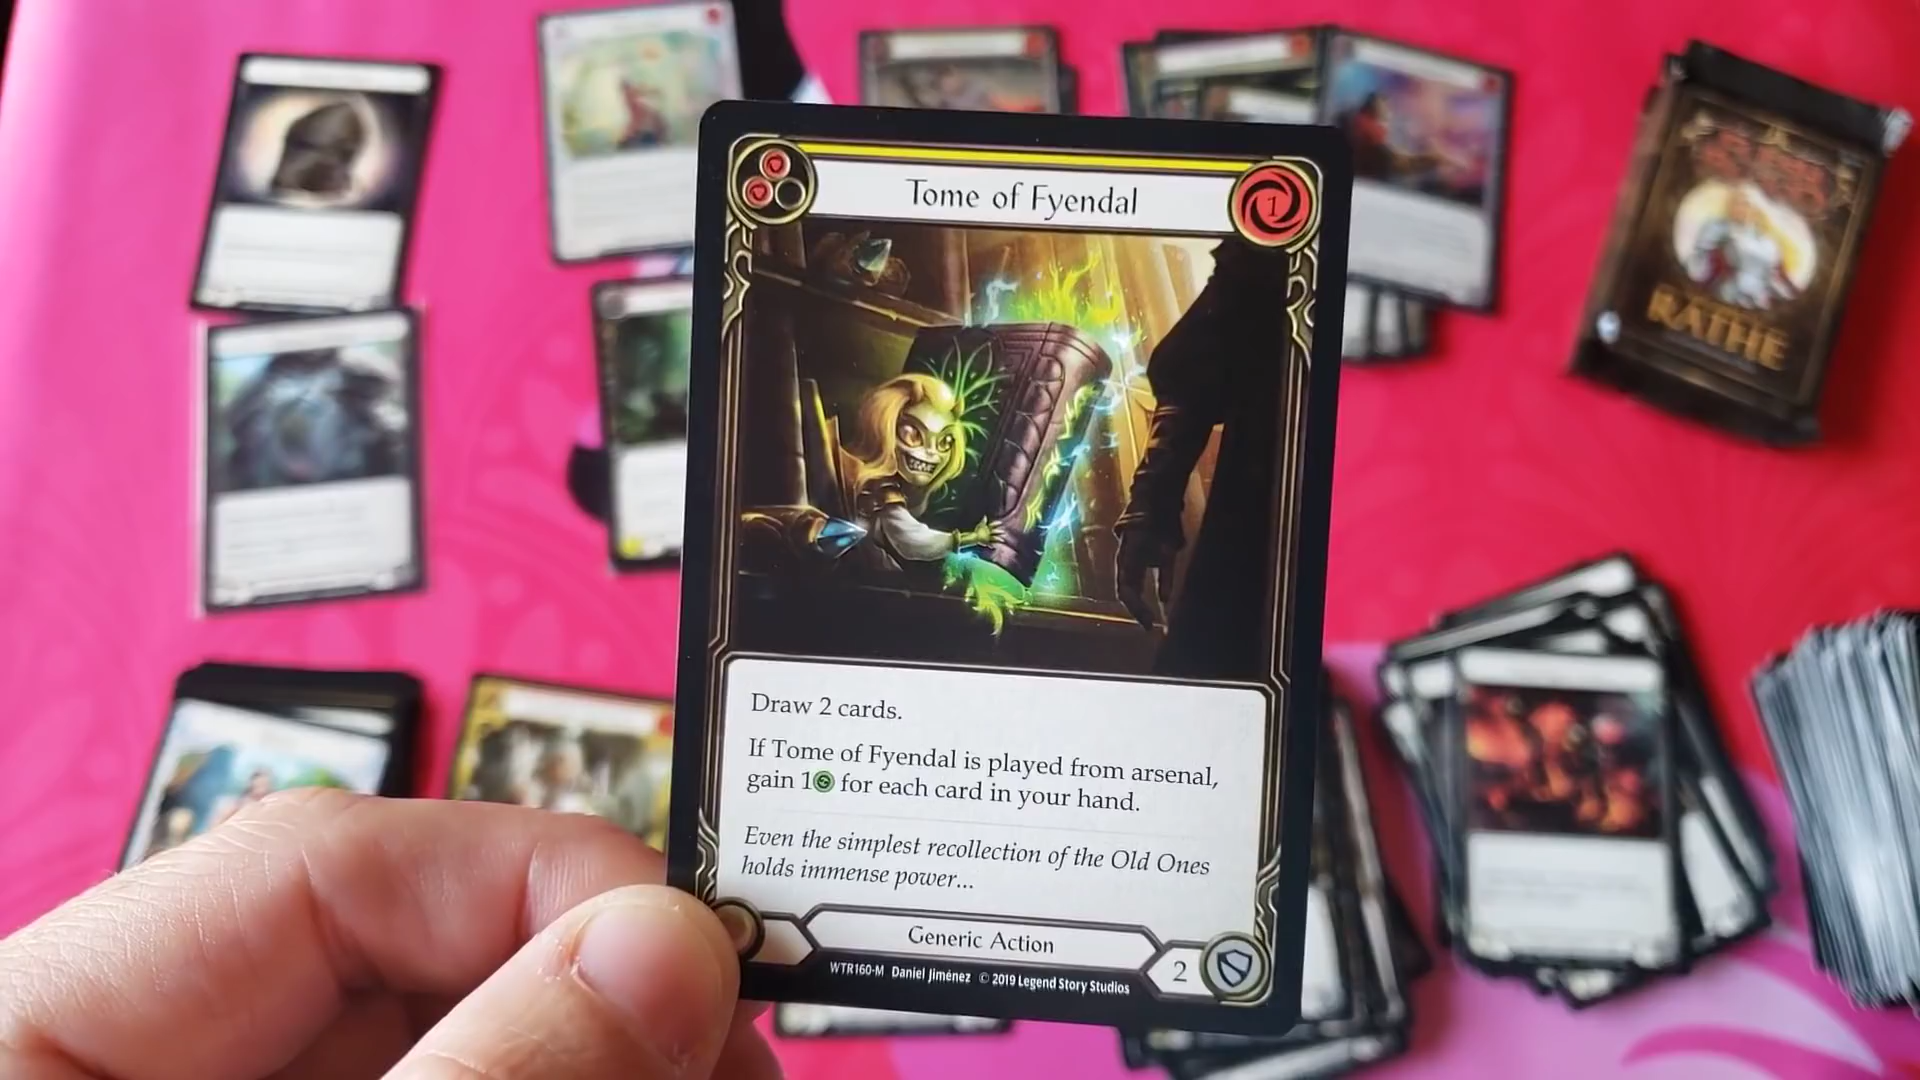 Tome of Fyendal
1
Draw 2 cards.
If Tome of Fyendal is played from arsenal,
gain 1 for each card in your hand.
Even the simplest recollection of the Old Ones
holds immense power...
Generic Action
2
WTR160-M Daniel Jiménez © 2019 Legend Story Studios
RATHE